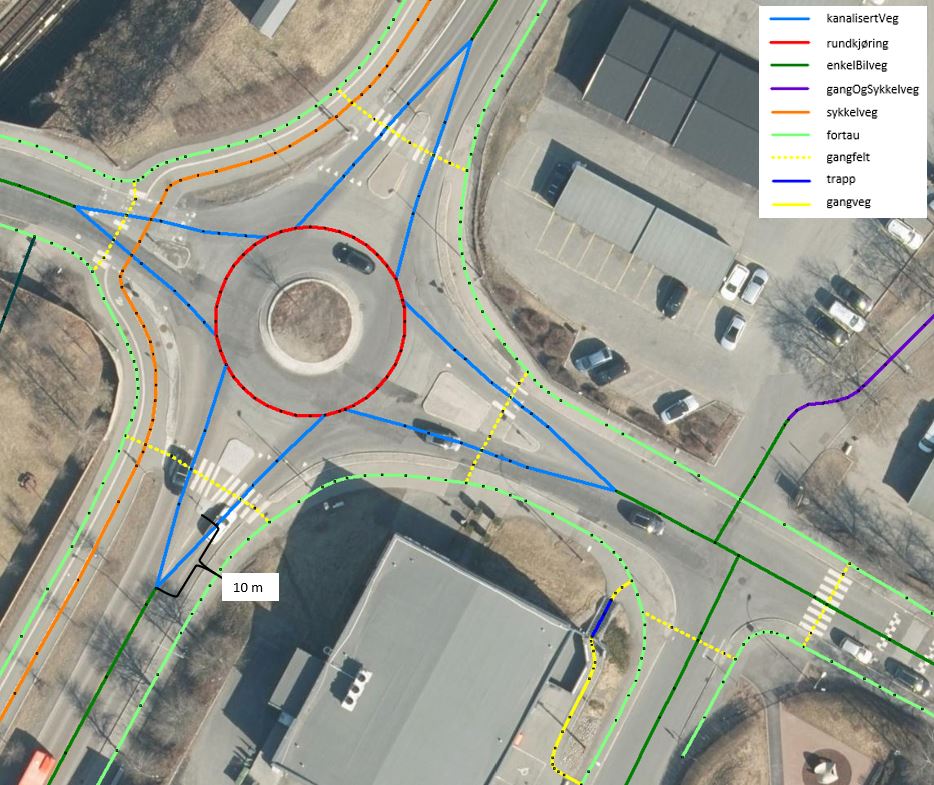 kanalisertVeg
rundkjøring
enkelBilveg
gangOgSykkelveg
sykkelveg
fortau
gangfelt
trapp
gangveg
10 m